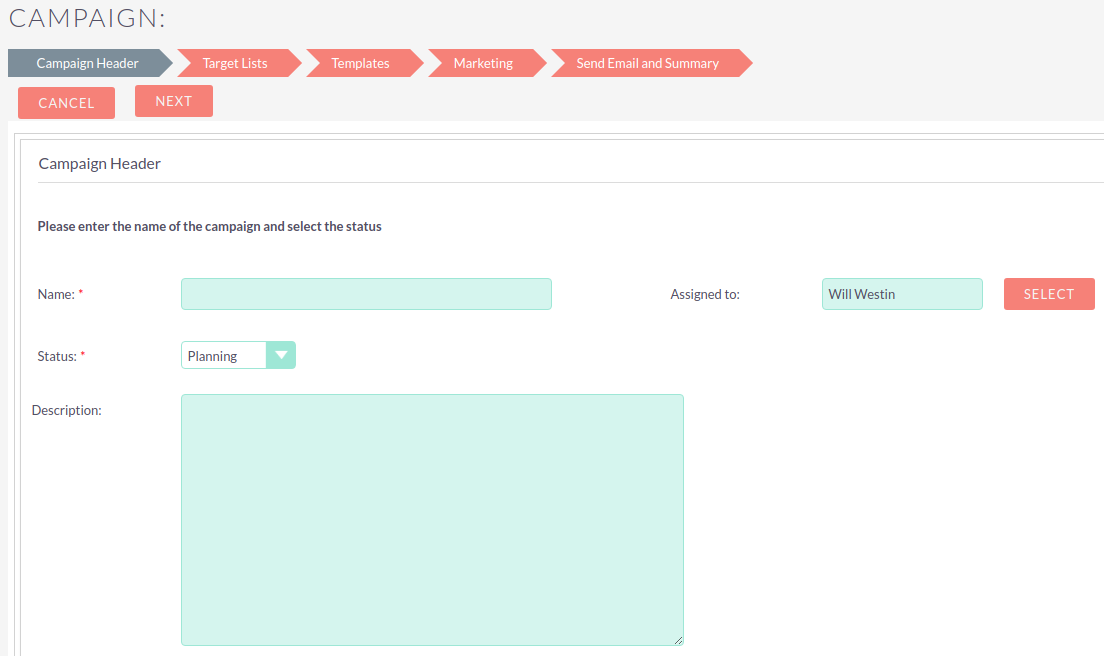 CAMPAIGN:
Campaign Header Target Lists Templates Marketing Send Email and Summary
CANCEL NEXT
Campaign Header
Please enter the name of the campaign and select the status
Name: * Assigned to: Will Westin SELECT
Status: * Planning
Description: